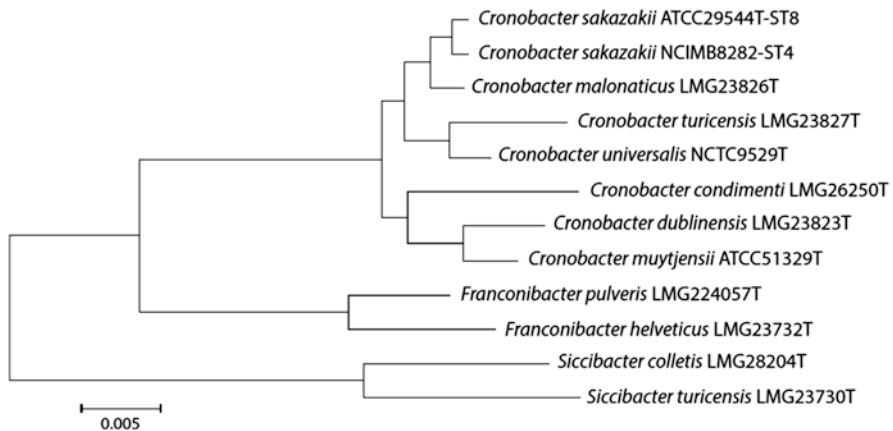 Cronobacter sakazakii ATCC29544T-ST8
Cronobacter sakazakii NCIMB8282-ST4
Cronobacter malonaticus LMG23826T
Cronobacter turicensis LMG23827T
Cronobacter universalis NCTC9529T
Cronobacter condimenti LMG26250T
Cronobacter dublinensis LMG23823T
Cronobacter muytjensii ATCC51329T
Franconibacter pulveris LMG224057T
Franconibacter helveticus LMG23732T
Siccibacter colletis LMG28204T
Siccibacter turicensis LMG23730T
0.005